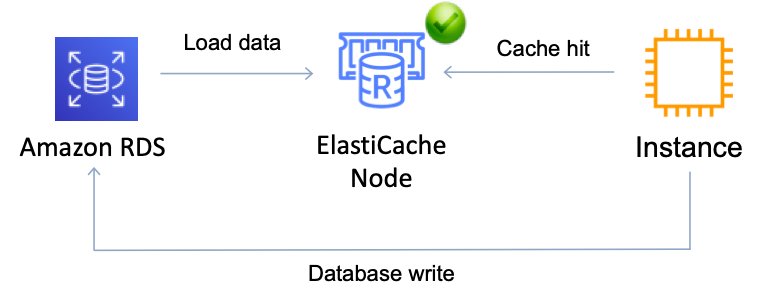 Load data
Cache hit
R
Amazon RDS
ElastiCache
Node
Instance
Database write